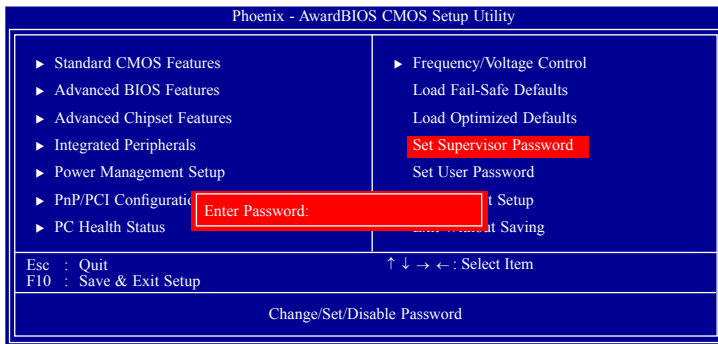 Phoenix - AwardBIOS CMOS Setup Utility
► Standard CMOS Features
► Advanced BIOS Features
► Advanced Chipset Features
► Integrated Peripherals
► Power Management Setup
► PnP/PCI
► PC Health Status
► Frequency/Voltage Control
Load Fail-Safe Defaults
Load Optimized Defaults
Set Supervisor Password
Set User Password
t Setup
Saving
Enter Password:
Esc : Quit
F10 : Save & Exit Setup
↑ ↓ → ← : Select Item
Change/Set/Disable Password